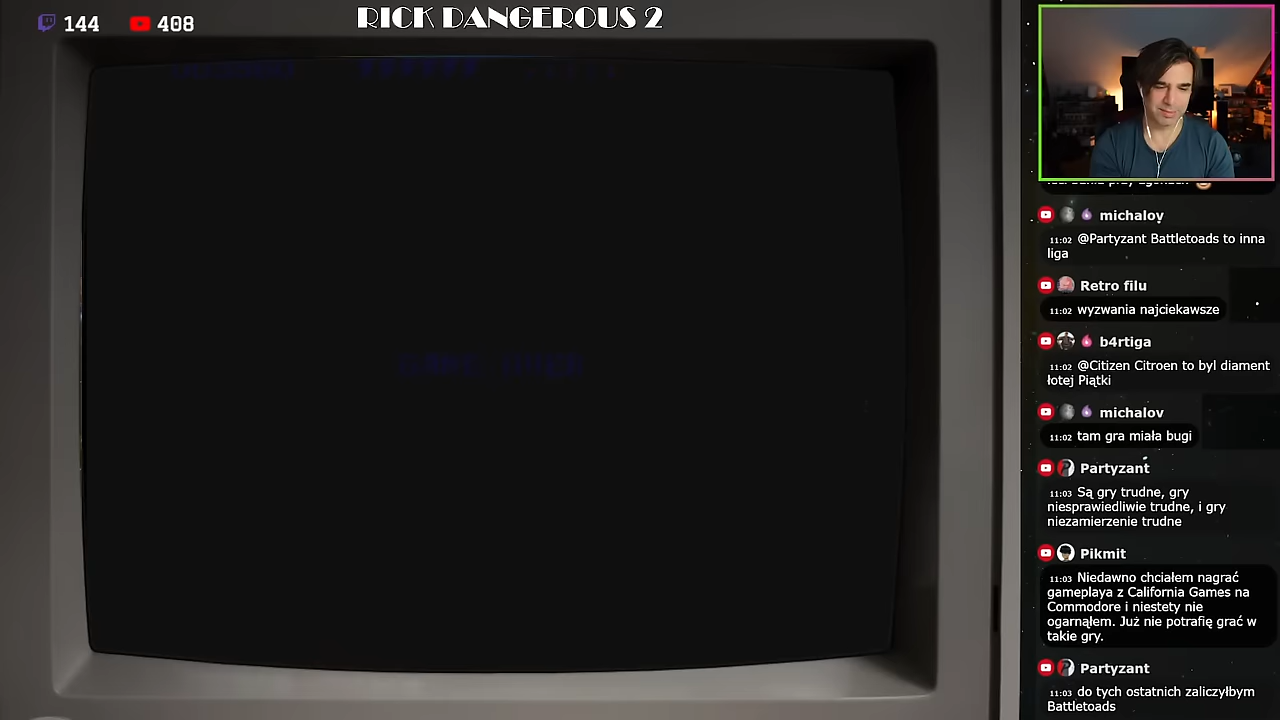 144
408
RICK DANGEROUS 2
michalov
11:02 @Partyzant Battletoads to inna
liga
Retro filu
11:02 wyzwania najciekawsze
b4rtiga
11:02 @Citizen Citroen to byl diament
łotej Piątki
michalov
11:02 tam gra miała bugi
Partyzant
11:03 Są gry trudne, gry
niesprawiedliwie trudne, i gry
niezamierzenie trudne
Pikmit
11:03 Niedawno chciałem nagrać
gameplaya z California Games na
Commodore i niestety nie
ogarnąłem. Już nie potrafię grać w
takie gry.
Partyzant
11:03 do tych ostatnich zaliczyłbym
Battletoads